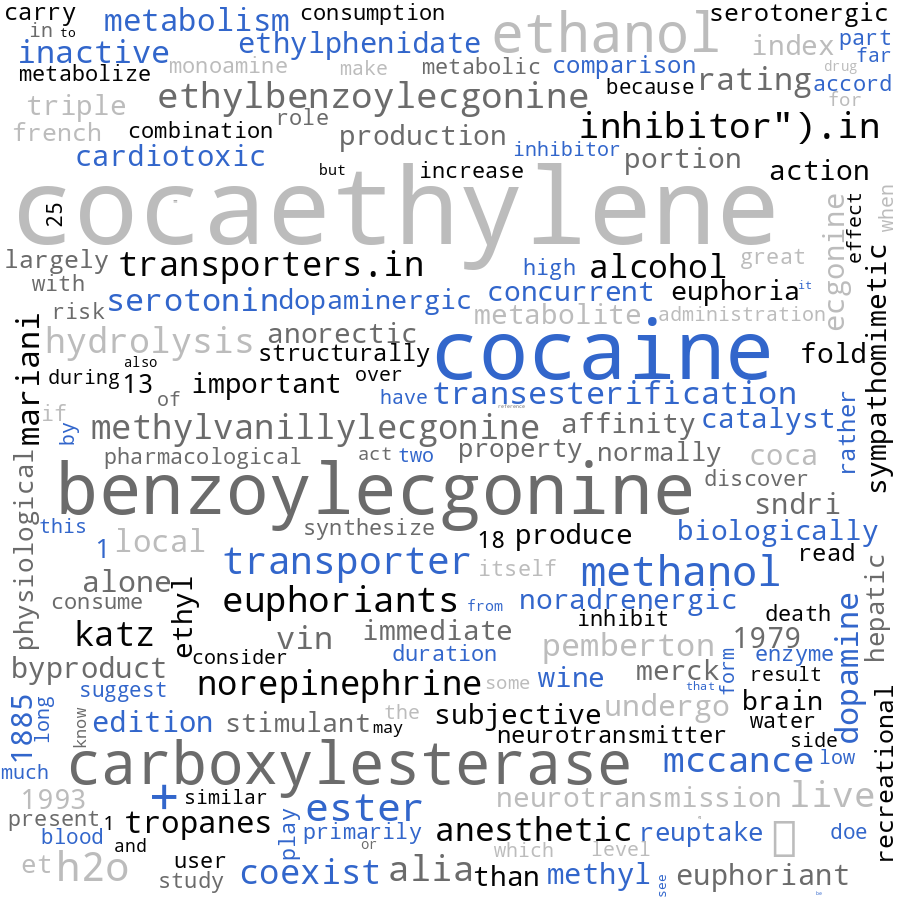 carry
metabolism
consumption
ethanol
serotonergic
in
to
inactive
ethylphenidate
index
part
far
metabolize
monoamine
make
metabolic
comparison
because
rating
drug
accord
triple
ethylbenzoylecgonine
for
french
combination
role
production
inhibitor
portion
inhibitor").in
cardiotoxic
but
increase
action
cocaethylene
25
ecgonine
effect
when
largely
transporters.in
high
alcohol
great
with
serotonin
dopaminergic
concurrent
euphoria
it
risk
metabolite
administration
sympathomimetic
mariani
hydrolysis
anorectic
structurally
cocaine
fold
also
during
13
important
over
of
have
transesterification
reference
if
by
methylvanillylecgonine
affinity
catalyst
rather
pharmacological
act
two
property
normally
coca
physiological
benzoylecgonine
discover
sndri
this
synthesize
18
produce
biologically
1
local
transporter
itself
methanol
read
alone
ethyl
euphoriants
from
noradrenergic
dopamine
hepatic
consume
inhibit
death
katz
vin
immediate
pemberton
1979
consider
duration
form
enzyme
byproduct
norepinephrine
some
wine
merck
that
result
suggest
1885
long
know
edition
stimulant
the
may
subjective
undergo
brain
water
neurotransmitter
side
recreational
much
carboxylesterase
mccance
low
1993
+
similar
ester
neurotransmission
live
present
1
tropanes
play
primarily
anesthetic
reuptake
doe
blood
and
or
which
level
et
h2o
user
study
coexist
alia
than
methyl
see
euphoriant
be